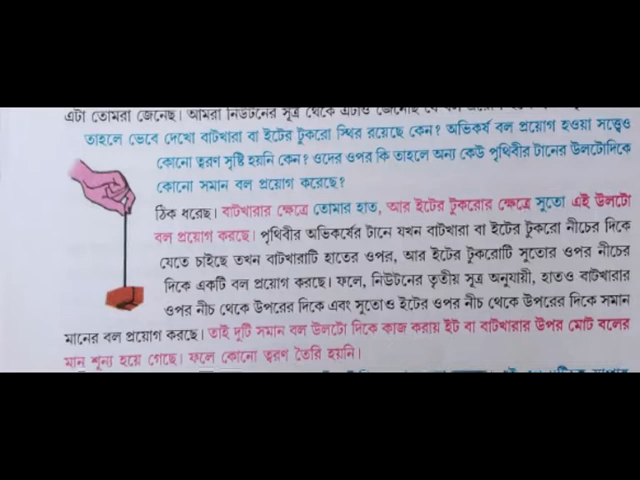 এটা তোমরা জেনেছ। আমরা নিউটনের সূত্র থেকে এটাও জেনেছি যে বল
তাহলে ভেবে দেখো বাটখারা বা ইটের টুকরো স্থির রয়েছে কেন? অভিকর্ষ বল প্রয়োগ হওয়া সত্ত্বেও
কোনো ত্বরণ সৃষ্টি হয়নি কেন? ওদের ওপর কি তাহলে অন্য কেউ পৃথিবীর টানের উলটোদিকে
কোনো সমান বল প্রয়োগ করেছে?
ঠিক ধরেছ। বাটখারার ক্ষেত্রে তোমার হাত, আর ইটের টুকরোর ক্ষেত্রে সুতো এই উলটো
বল প্রয়োগ করছে। পৃথিবীর অভিকর্ষের টানে যখন বাটখারা বা ইটের টুকরো নীচের দিকে
যেতে চাইছে তখন বাটখারাটি হাতের ওপর, আর ইটের টুকরোটি সুতোর ওপর নীচের
দিকে একটি বল প্রয়োগ করছে। ফলে, নিউটনের তৃতীয় সূত্র অনুযায়ী, হাতও বাটখারার
ওপর নীচ থেকে উপরের দিকে এবং সুতোও ইটের ওপর নীচ থেকে উপরের দিকে সমান
মানের বল প্রয়োগ করছে। তাই দুটি সমান বল উলটো দিকে কাজ করায় ইট বা বাটখারার উপর মোট বলের
মান শূন্য হয়ে গেছে। ফলে কোনো ত্বরণ তৈরি হয়নি।